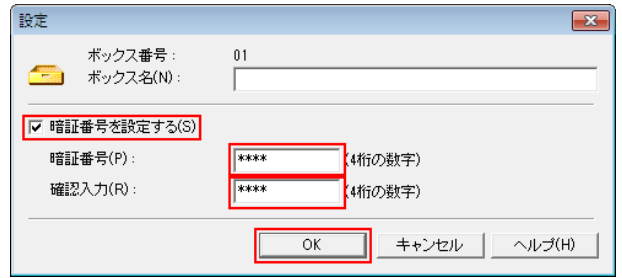 設定
ボックス番号： 01
ボックス名(N)：
暗証番号を設定する(S)
暗証番号(P)： **** (4桁の数字)
確認入力(R)： **** (4桁の数字)
OK キャンセル ヘルプ(H)